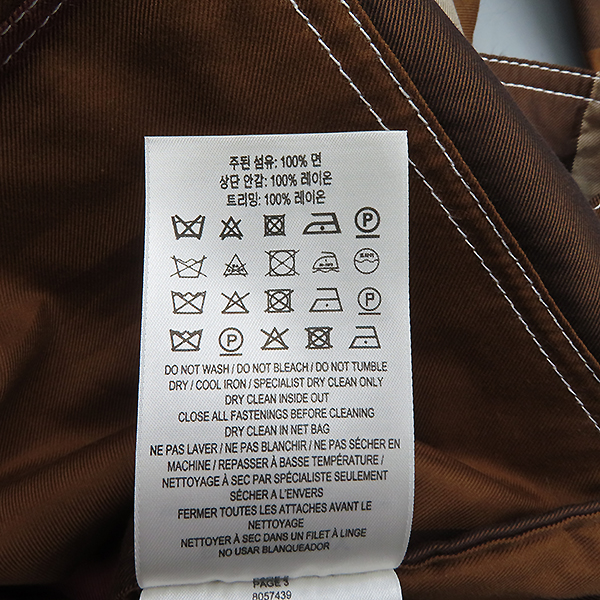 주된 섬유: 100% 면
상단 안감: 100% 레이온
트리밍: 100% 레이온
P
P
P
DO NOT WASH / DO NOT BLEACH / DO NOT TUMBLE
DRY / COOL IRON / SPECIALIST DRY CLEAN ONLY
DRY CLEAN INSIDE OUT
CLOSE ALL FASTENINGS BEFORE CLEANING
DRY CLEAN IN NET BAG
NE PAS LAVER / NE PAS BLANCHIR / NE PAS SÉCHER EN
MACHINE / REPASSER À BASSE TEMPÉRATURE /
NETTOYAGE À SEC PAR SPÉCIALISTE SEULEMENT
SÉCHER A L'ENVERS
FERMER TOUTES LES ATTACHES AVANT LE
NETTOYAGE
NETTOYER À SEC DANS UN FILET À LINGE
NO USAR BLANQUEADOR
PAGE 3
8057439